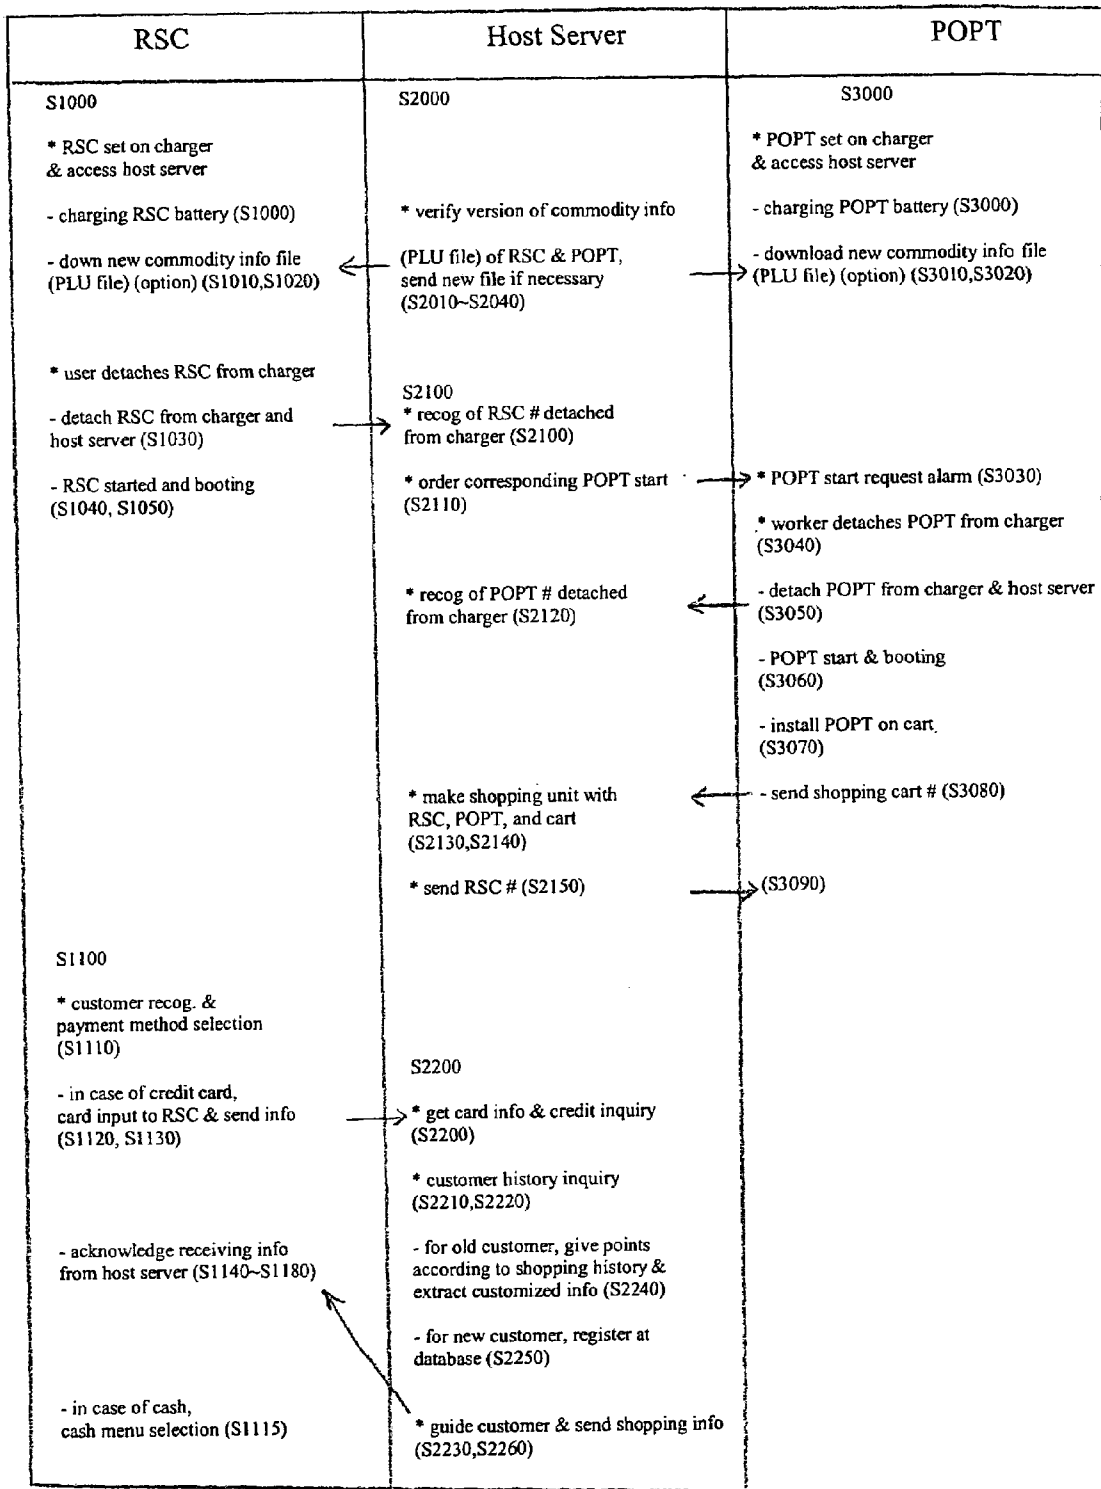 RSC
Host Server
POPT
S1000
* RSC set on charger
& access host server
- charging RSC battery (S1000)
- down new commodity info file
(PLU file) (option) (S1010,S1020)
* user detaches RSC from charger
- detach RSC from charger and
host server (S1030)
- RSC started and booting
(S1040, S1050)
S1100
* customer recog. &
payment method selection
(S1110)
- in case of credit card,
card input to RSC & send info
(S1120, S1130)
- acknowledge receiving info
from host server (S1140~S1180)
- in case of cash,
cash menu selection (S1115)
S2000
* verify version of commodity info
(PLU file) of RSC & POPT,
send new file if necessary
(S2010~S2040)
S2100
* recog of RSC # detached
from charger (S2100)
* order corresponding POPT start
(S2110)
* recog of POPT # detached
from charger (S2120)
* make shopping unit with
RSC, POPT, and cart
(S2130,S2140)
* send RSC # (S2150)
S2200
* get card info & credit inquiry
(S2200)
* customer history inquiry
(S2210,S2220)
- for old customer, give points
according to shopping history &
extract customized info (S2240)
- for new customer, register at
database (S2250)
* guide customer & send shopping info
(S2230,S2260)
S3000
* POPT set on charger
& access host server
- charging POPT battery (S3000)
- download new commodity info file
(PLU file) (option) (S3010,S3020)
* POPT start request alarm (S3030)
* worker detaches POPT from charger
(S3040)
- detach POPT from charger & host server
(S3050)
- POPT start & booting
(S3060)
- install POPT on cart
(S3070)
- send shopping cart # (S3080)
(S3090)